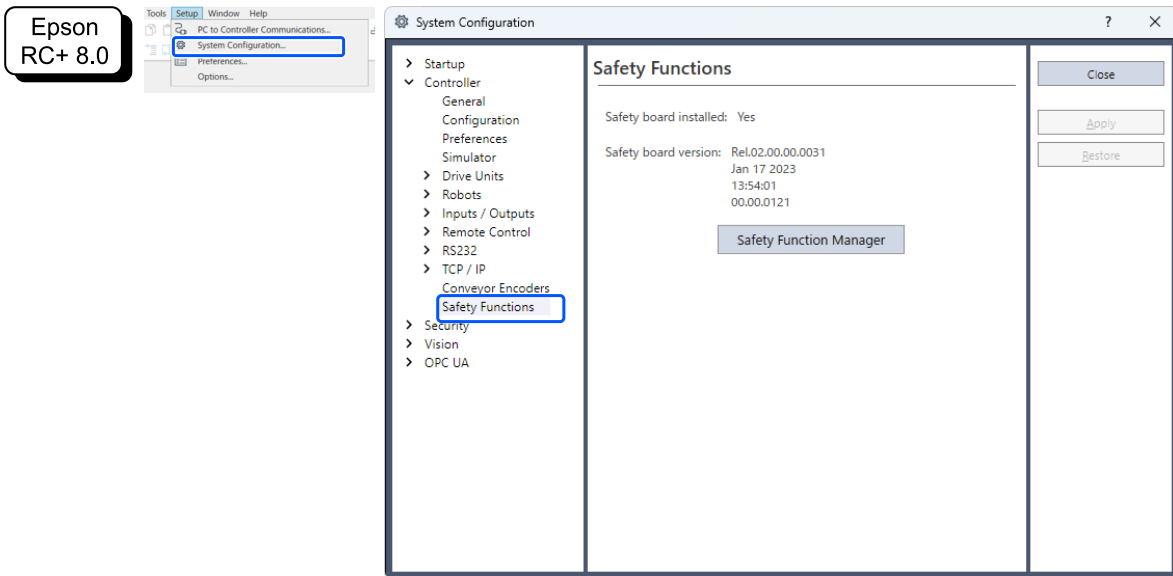 Epson
RC+ 8.0
Tools Setup Window Help
PC to Controller Communications...
System Configuration...
Preferences...
Options...
System Configuration
?
Startup
Controller
General
Configuration
Preferences
Simulator
Drive Units
Robots
Inputs / Outputs
Remote Control
RS232
TCP / IP
Conveyor Encoders
Safety Functions
Security
Vision
OPC UA
Safety Functions
Safety board installed: Yes
Safety board version: Rel.02.00.00.0031
Jan 17 2023
13:54:01
00.00.0121
Safety Function Manager
Close
Apply
Restore